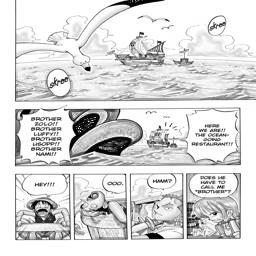 skree
skree
BROTHER
ZOLO!!
BROTHER
LUFFY!!
BROTHER
USOPP!!
BROTHER
NAMI!!
HERE
WE ARE!!
THE OCEAN-
GOING
RESTAURANT!!
HEY!!!
OOO.
HMM?
DOES HE
HAVE TO
CALL ME
"BROTHER"?